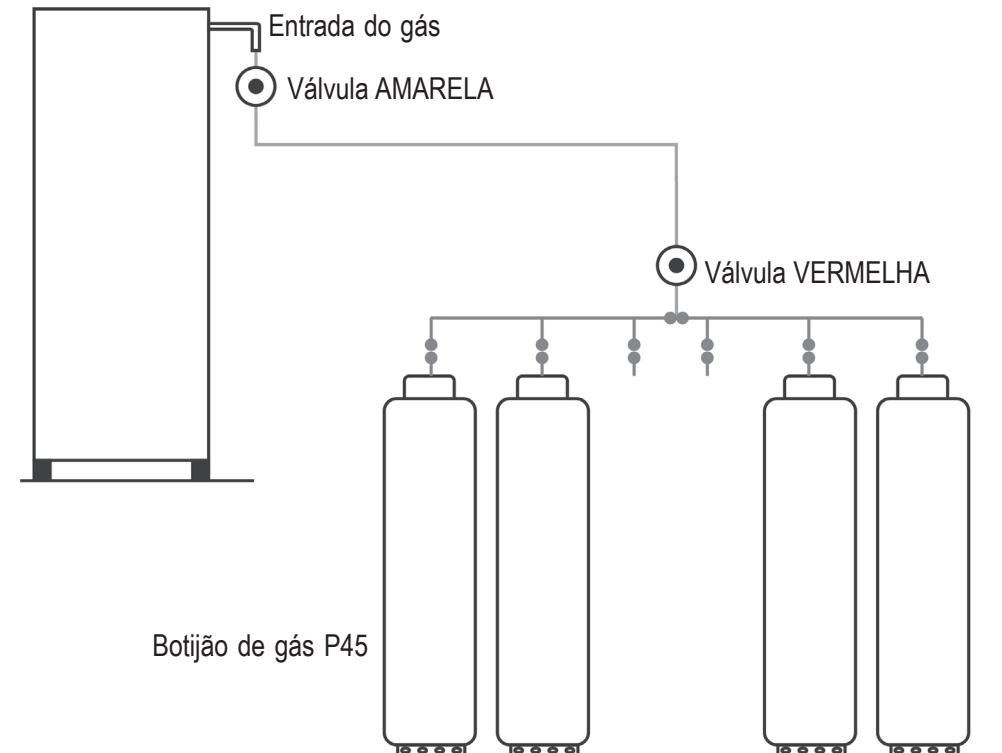 Entrada do gás
Válvula AMARELA
Válvula VERMELHA
Botijão de gás P45